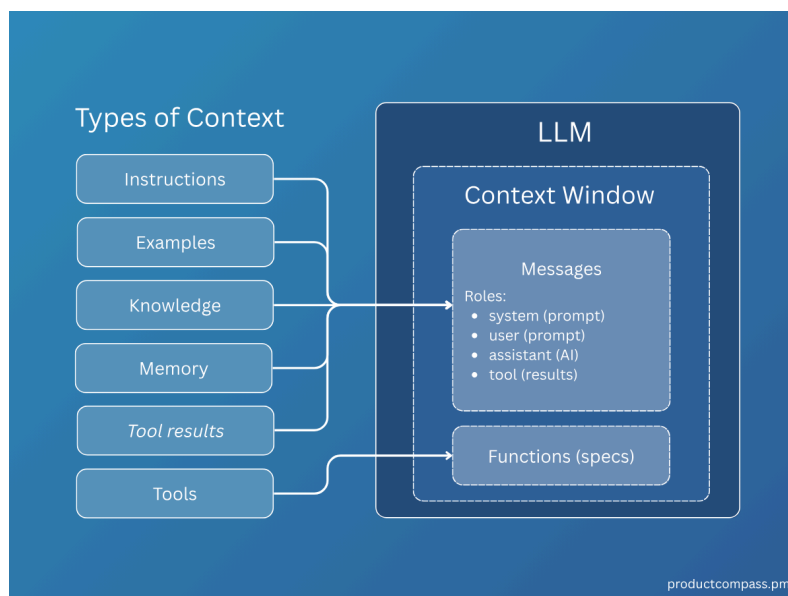 Types of Context
Instructions
Examples
Knowledge
Memory
Tool results
Tools
LLM
Context Window
Messages
Roles:
• system (prompt)
• user (prompt)
• assistant (AI)
• tool (results)
Functions (specs)
productcompass.pm